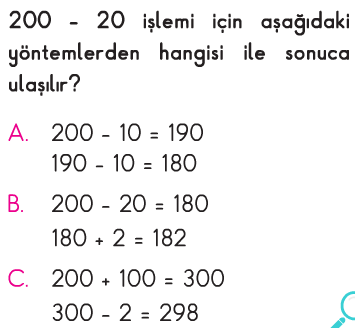 200 - 20 işlemi için aşağıdaki
yöntemlerden hangisi ile sonuca
ulaşılır?
A. 200 - 10 = 190
190 - 10 = 180
B. 200 - 20 = 180
180 + 2 = 182
C. 200 + 100 = 300
300 - 2 = 298